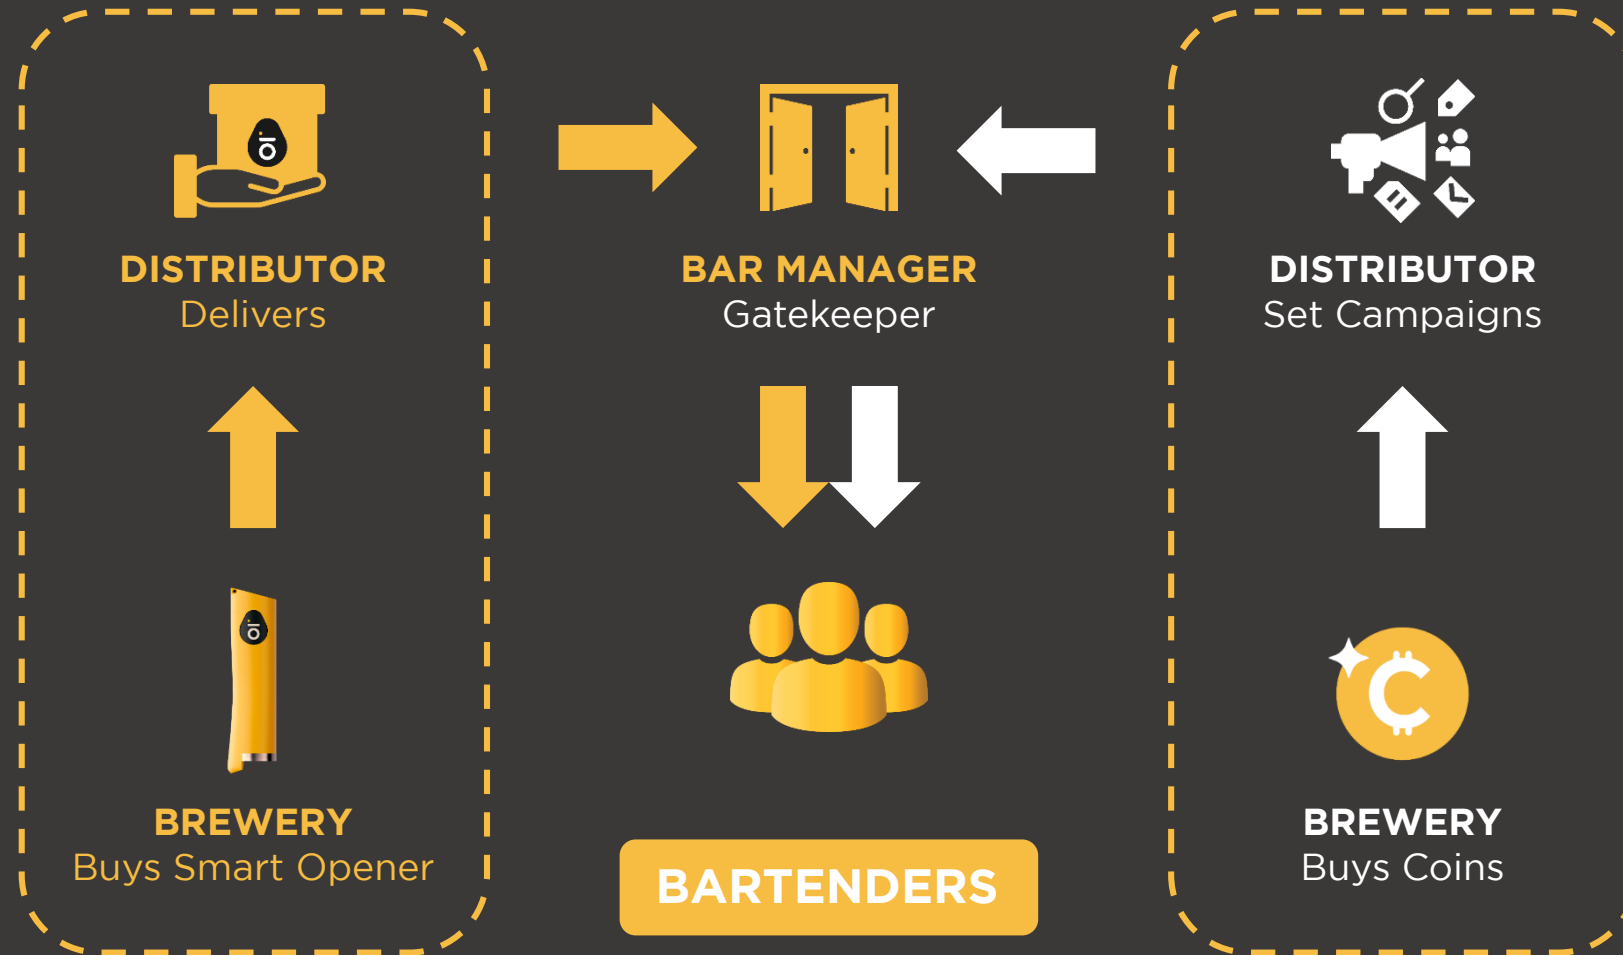 DISTRIBUTOR
Delivers
BREWERY
Buys Smart Opener
BAR MANAGER
Gatekeeper
BARTENDERS
DISTRIBUTOR
Set Campaigns
BREWERY
Buys Coins